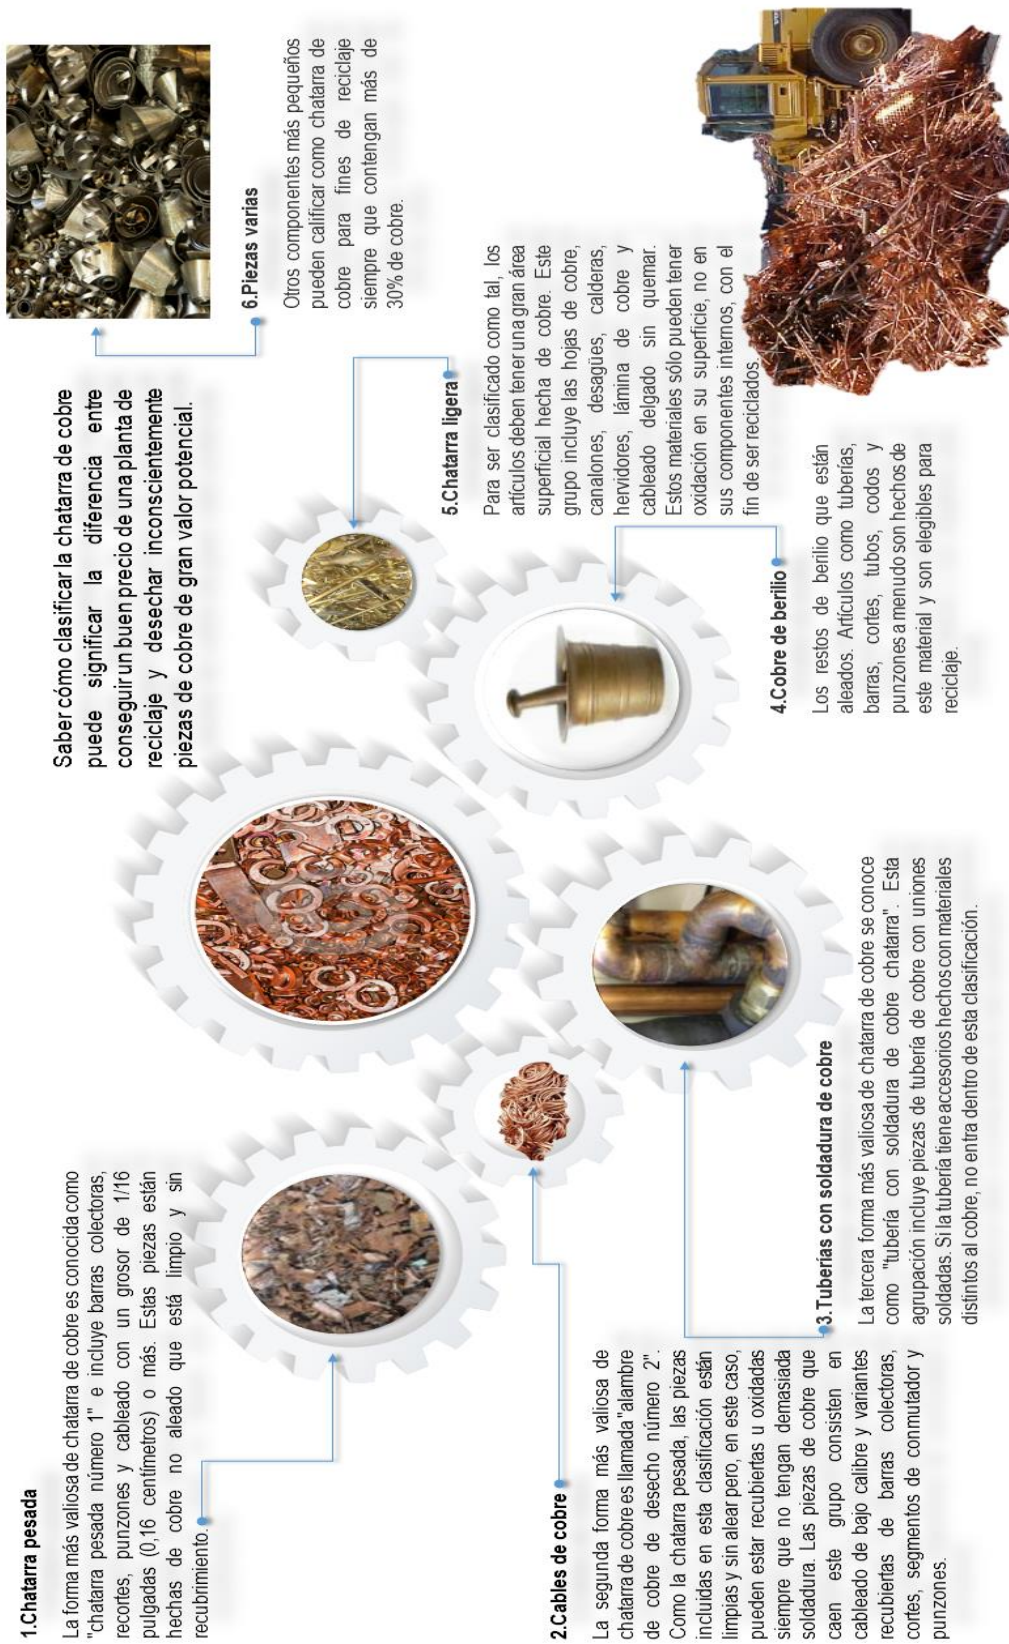 1.Chatarra pesada
La forma más valiosa de chatarra de cobre es conocida como
"chatarra pesada número 1" e incluye barras colectoras,
recortes, punzones y cableado con un grosor de 1/16
pulgadas (0,16 centímetros) o más. Estas piezas están
hechas de cobre no aleado que está limpio y sin
recubrimiento.
2.Cables de cobre
La segunda forma más valiosa de
chatarra de cobre es llamada "alambre
de cobre de desecho número 2".
Como la chatarra pesada, las piezas
incluidas en esta clasificación están
limpias y sin alear pero, en este caso,
pueden estar recubiertas u oxidadas
siempre que no tengan demasiada
soldadura. Las piezas de cobre que
caen este grupo consisten en
cableado de bajo calibre y variantes
recubiertas de barras colectoras,
cortes, segmentos de conmutador y
punzones.
3.Tuberías con soldadura de cobre
La tercera forma más valiosa de chatarra de cobre se conoce
como "tubería con soldadura de cobre chatarra". Esta
agrupación incluye piezas de tubería de cobre con uniones
soldadas. Si la tubería tiene accesorios hechos con materiales
distintos al cobre, no entra dentro de esta clasificación.
Saber cómo clasificar la chatarra de cobre
puede significar la diferencia entre
conseguir un buen precio de una planta de
reciclaje y desechar inconscientemente
piezas de cobre de gran valor potencial.
4.Cobre de berilio
Los restos de berilio que están
aleados. Artículos como tuberías,
barras, cortes, tubos, codos y
punzones a menudo son hechos de
este material y son elegibles para
reciclaje.
5.Chatarra ligera
Para ser clasificado como tal, los
artículos deben tener una gran área
superficial hecha de cobre. Este
grupo incluye las hojas de cobre,
canalones, desagües, calderas,
hervidores, lámina de cobre y
cableado delgado sin quemar.
Estos materiales sólo pueden tener
oxidación en su superficie, no en
sus componentes internos, con el
fin de ser reciclados.
6.Piezas varias
Otros componentes más pequeños
pueden calificar como chatarra de
cobre para fines de reciclaje
siempre que contengan más de
30% de cobre.